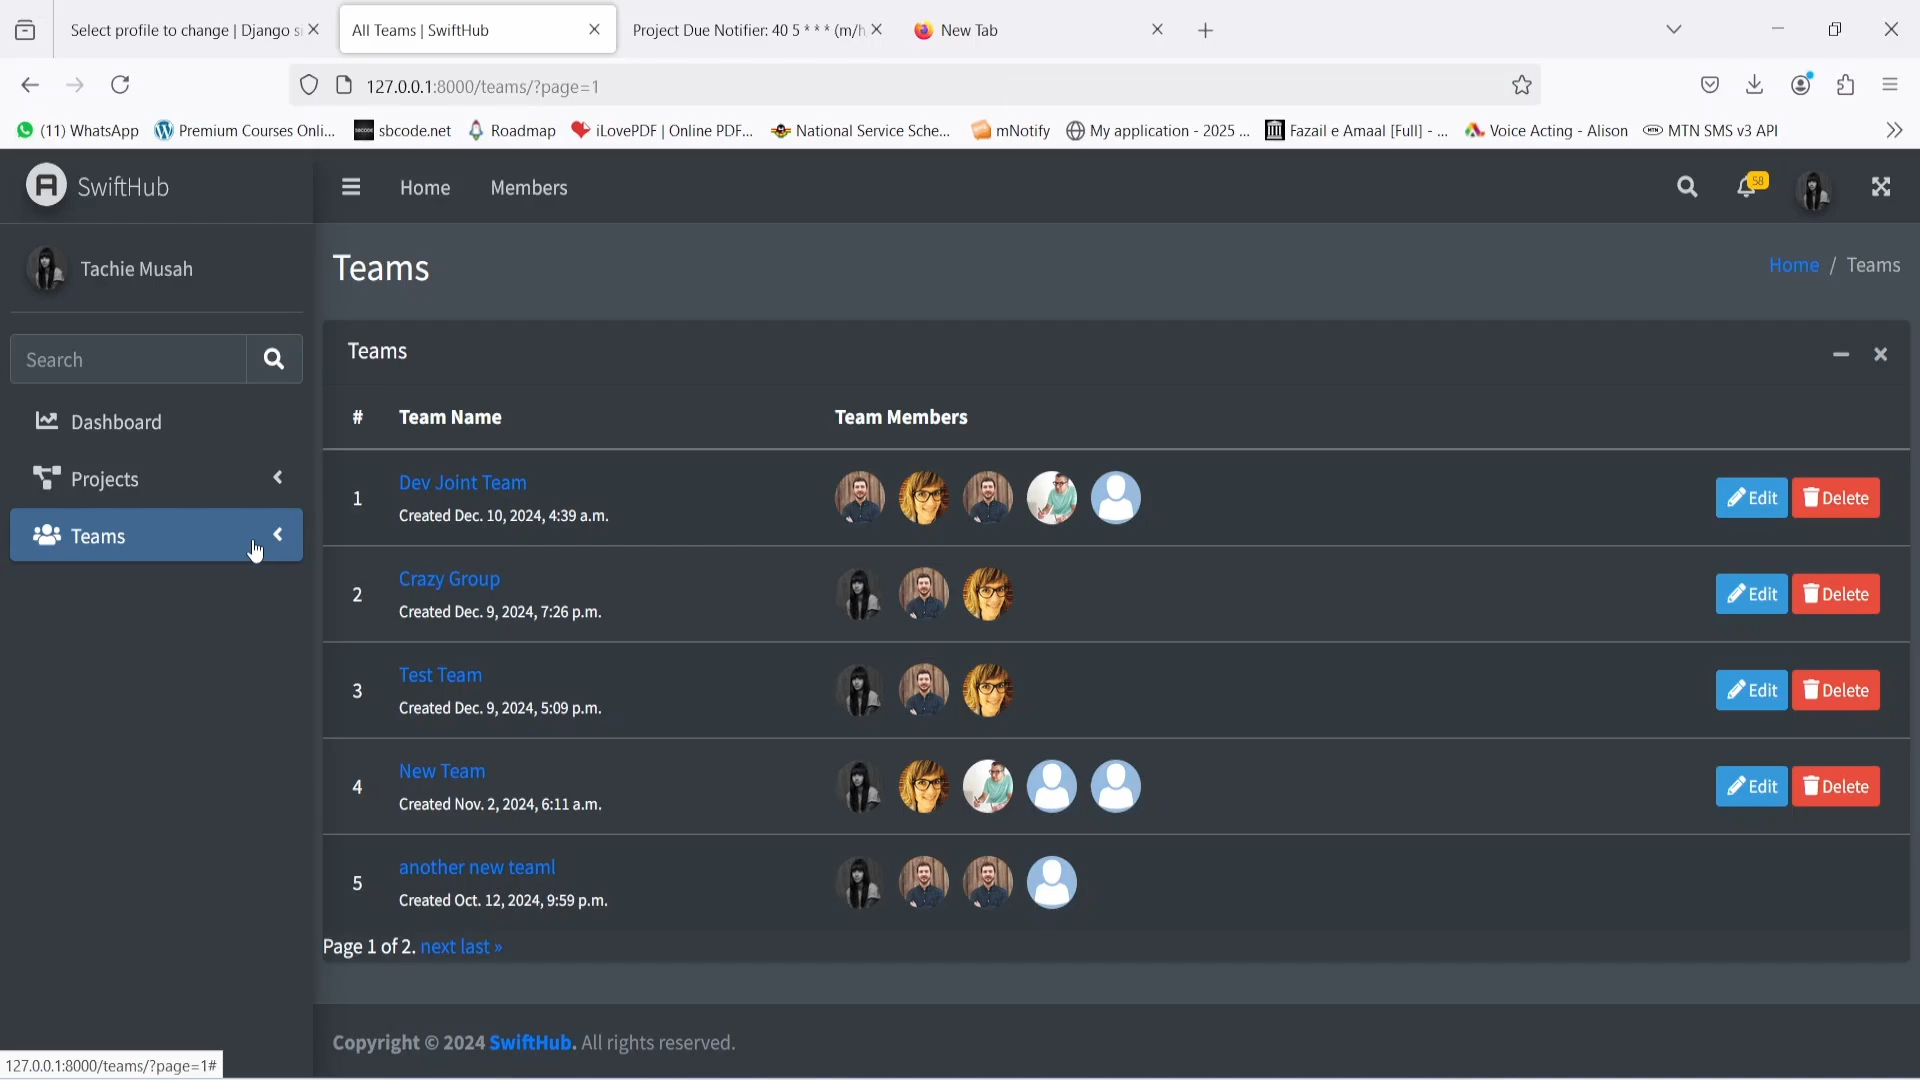 Select profile to change | Django si
All Teams | SwiftHub
Project Due Notifier: 40 5 * * * (m/h
New Tab
127.0.0.1:8000/teams/?page=1
(11) WhatsApp
Premium Courses Onli...
sbcode.net
Roadmap
iLovePDF | Online PDF...
National Service Sche...
mNotify
My application - 2025 ...
Fazail e Amaal [Full] - ...
Voice Acting - Alison
MTN SMS v3 API
SwiftHub
Home
Members
58
Tachie Musah
Search
Dashboard
Projects
Teams
Teams
Home / Teams
Teams
# Team Name Team Members
1 Dev Joint Team
Created Dec. 10, 2024, 4:39 a.m.
Edit Delete
2 Crazy Group
Created Dec. 9, 2024, 7:26 p.m.
Edit Delete
3 Test Team
Created Dec. 9, 2024, 5:09 p.m.
Edit Delete
4 New Team
Created Nov. 2, 2024, 6:11 a.m.
Edit Delete
5 another new teaml
Created Oct. 12, 2024, 9:59 p.m.
Page 1 of 2. next last »
Copyright © 2024 SwiftHub. All rights reserved.
127.0.0.1:8000/teams/?page=1#